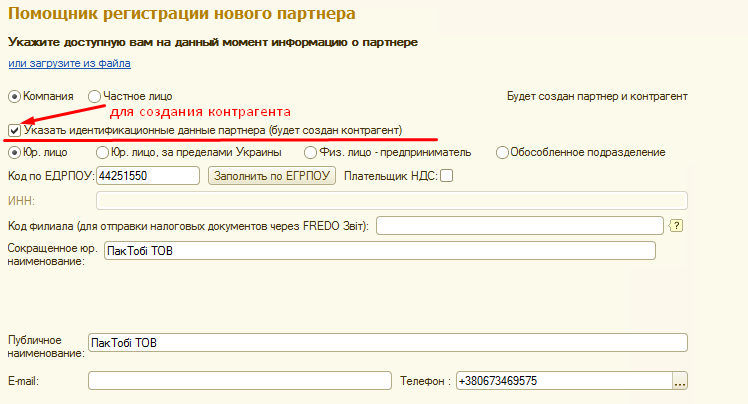 Помощник регистрации нового партнера
Укажите доступную вам на данный момент информацию о партнере
или загрузите из файла
Компания Частное лицо Будет создан партнер и контрагент
для создания контрагента
Указать идентификационные данные партнера (будет создан контрагент)
Юр. лицо Юр. лицо, за пределами Украины Физ. лицо - предприниматель Обособленное подразделение
Код по ЕДРПОУ: 44251550 Заполнить по ЕГРПОУ Плательщик НДС:
ИНН:
Код филиала (для отправки налоговых документов через FREDO Звіт): ?
Сокращенное юр. ПакТобі ТОВ
наименование:
Публичное ПакТобі ТОВ
наименование:
E-mail: Телефон : +380673469575 ...